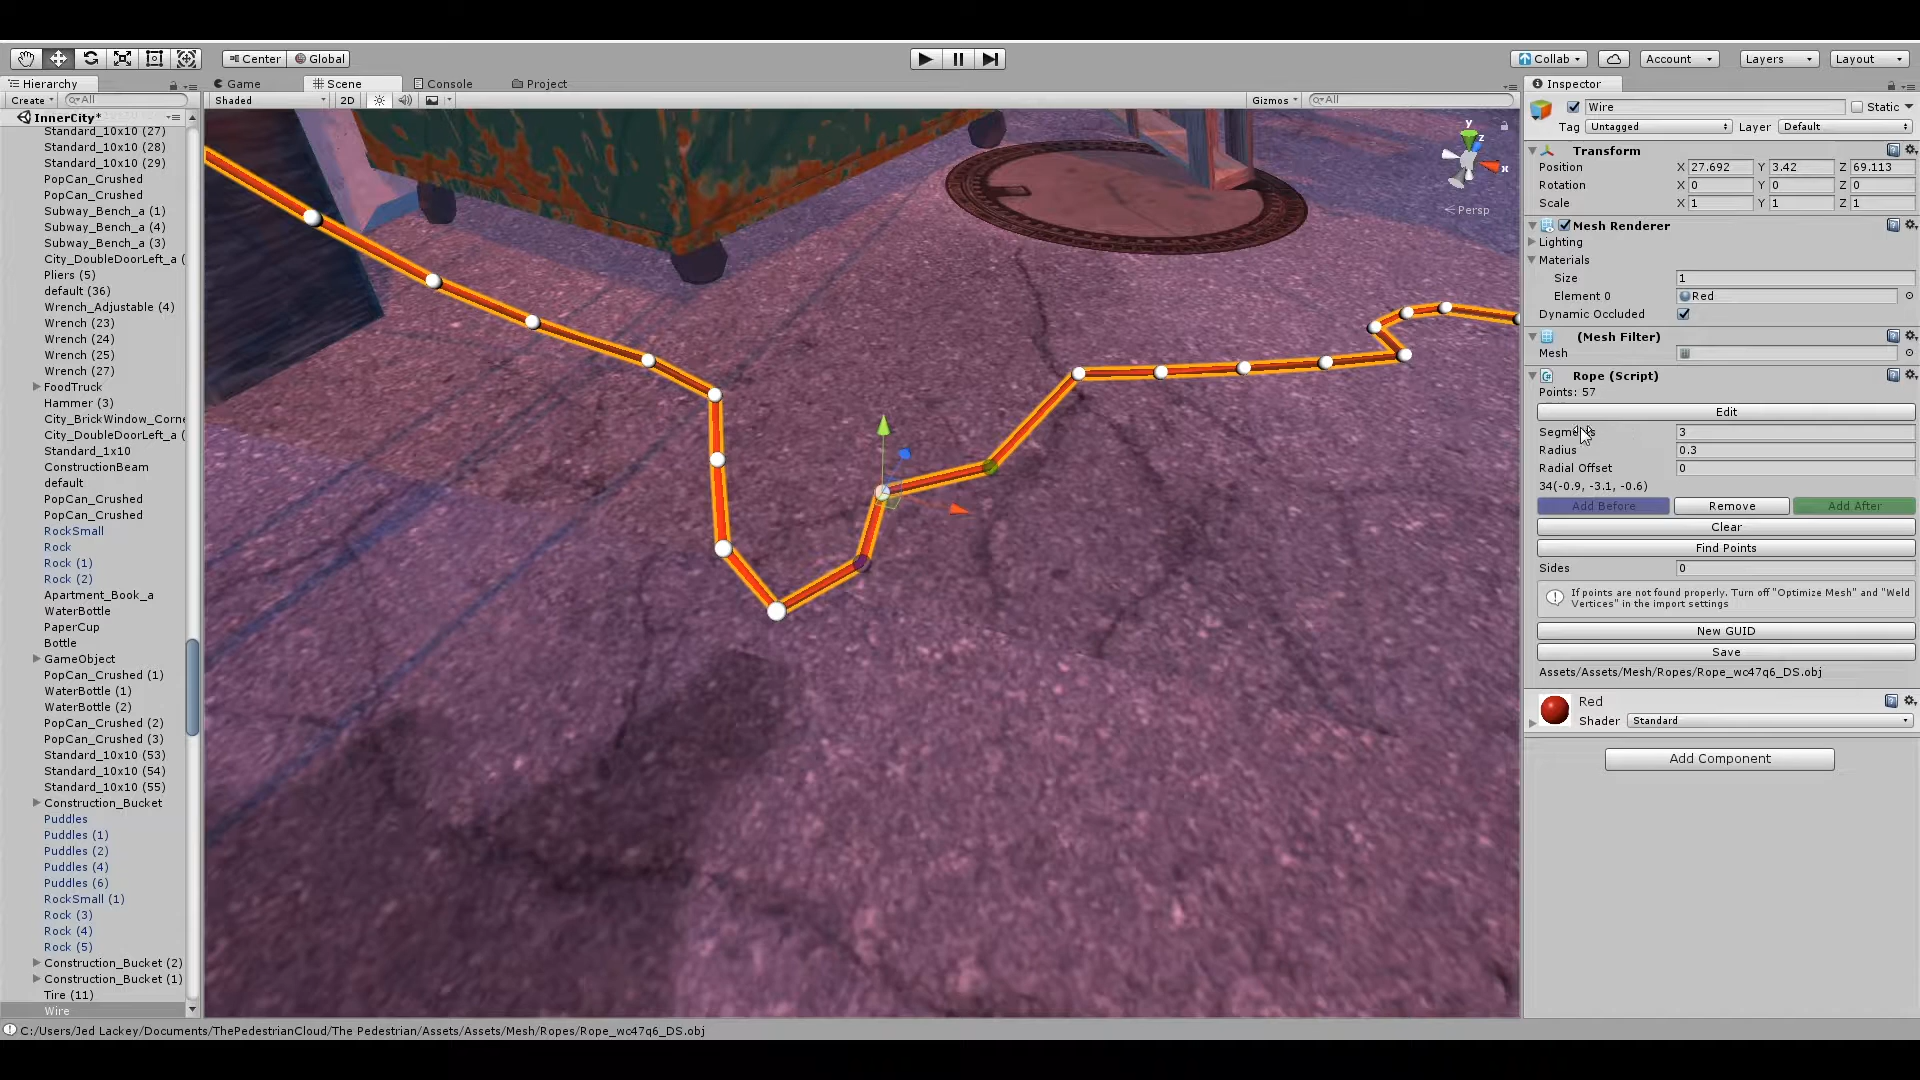 Center Global
Collab Account Layers Layout
Hierarchy
Game Scene Console Project
Inspector
Create All
Shaded 2D Gizmos All
InnerCity*
Standard_10x10 (27)
Standard_10x10 (28)
Standard_10x10 (29)
PopCan_Crushed
PopCan_Crushed
Subway_Bench_a (1)
Subway_Bench_a (4)
Subway_Bench_a (3)
City_DoubleDoorLeft_a (
Pliers (5)
default (36)
Wrench_Adjustable (4)
Wrench (23)
Wrench (24)
Wrench (25)
Wrench (27)
FoodTruck
Hammer (3)
City_BrickWindow_Corne
City_DoubleDoorLeft_a (
Standard_1x10
ConstructionBeam
default
PopCan_Crushed
PopCan_Crushed
RockSmall
Rock
Rock (1)
Rock (2)
Apartment_Book_a
WaterBottle
PaperCup
Bottle
GameObject
PopCan_Crushed (1)
WaterBottle (1)
WaterBottle (2)
PopCan_Crushed (2)
PopCan_Crushed (3)
Standard_10x10 (53)
Standard_10x10 (54)
Standard_10x10 (55)
Construction_Bucket
Puddles
Puddles (1)
Puddles (2)
Puddles (4)
Puddles (6)
RockSmall (1)
Rock (3)
Rock (4)
Rock (5)
Construction_Bucket (2)
Construction_Bucket (1)
Tire (11)
Wire
y
z
x
Persp
Wire Static
Tag Untagged Layer Default
Transform
Position X 27.692 Y 3.42 Z 69.113
Rotation X 0 Y 0 Z 0
Scale X 1 Y 1 Z 1
Mesh Renderer
Lighting
Materials
Size 1
Element 0 Red
Dynamic Occluded
(Mesh Filter)
Mesh
Rope (Script)
Points: 57
Edit
Segments 3
Radius 0.3
Radial Offset 0
34(-0.9, -3.1, -0.6)
Add Before Remove Add After
Clear
Find Points
Sides 0
If points are not found properly. Turn off "Optimize Mesh" and "Weld
Vertices" in the import settings
New GUID
Save
Assets/Assets/Mesh/Ropes/Rope_wc47q6_DS.obj
Red
Shader Standard
Add Component
C:/Users/Jed Lackey/Documents/ThePedestrianCloud/The Pedestrian/Assets/Assets/Mesh/Ropes/Rope_wc47q6_DS.obj